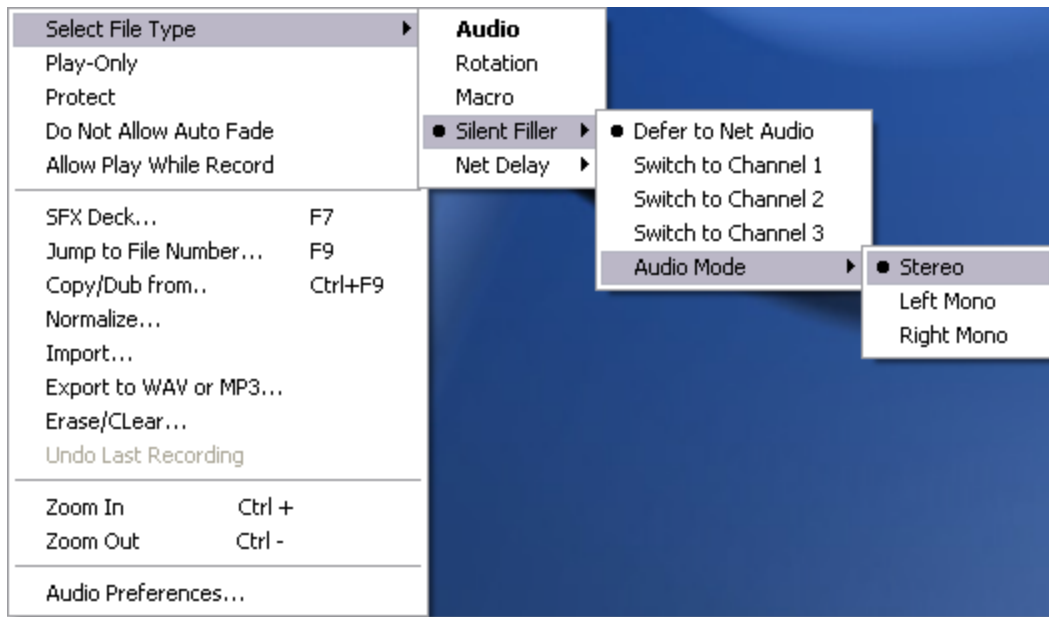 Select File Type
Play-Only
Protect
Do Not Allow Auto Fade
Allow Play While Record
SFX Deck... F7
Jump to File Number... F9
Copy/Dub from.. Ctrl+F9
Normalize...
Import...
Export to WAV or MP3...
Erase/CLear...
Undo Last Recording
Zoom In Ctrl +
Zoom Out Ctrl -
Audio Preferences...
Audio
Rotation
Macro
Silent Filler
Net Delay
Defer to Net Audio
Switch to Channel 1
Switch to Channel 2
Switch to Channel 3
Audio Mode
Stereo
Left Mono
Right Mono